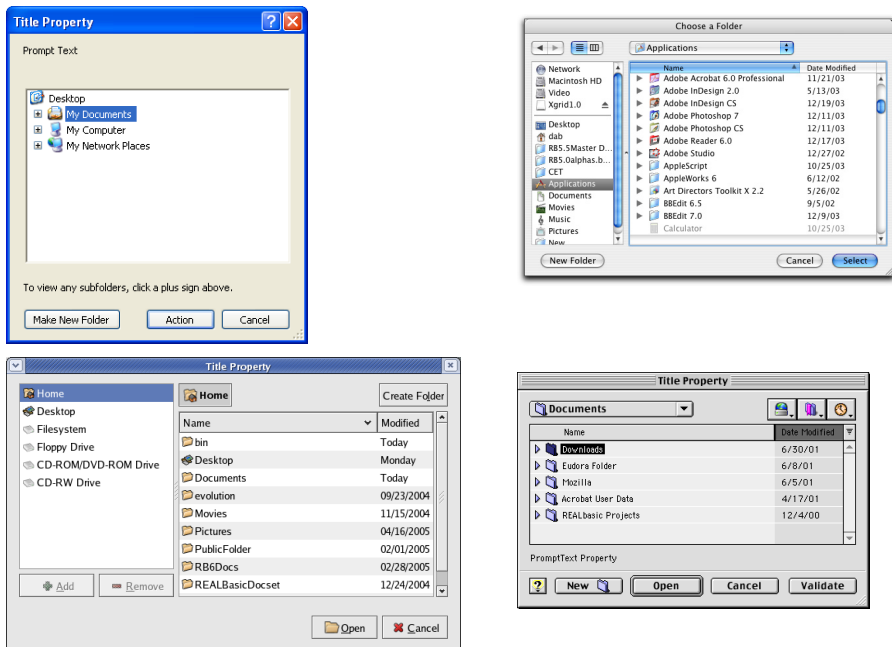 Title Property
Prompt Text
Desktop
My Documents
My Computer
My Network Places
To view any subfolders, click a plus sign above.
Make New Folder Action Cancel
Choose a Folder
Applications
Network
Macintosh HD
Video
Xgrid1.0
Desktop
dab
RB5.5Master D...
RB5.0alphas.b...
CET
Applications
Documents
Movies
Music
Pictures
New
Name Date Modified
Adobe Acrobat 6.0 Professional 11/21/03
Adobe InDesign 2.0 5/13/03
Adobe InDesign CS 12/19/03
Adobe Photoshop 7 12/11/03
Adobe Photoshop CS 12/11/03
Adobe Reader 6.0 12/17/03
Adobe Studio 12/27/02
AppleScript 10/25/03
AppleWorks 6 6/12/02
Art Directors Toolkit X 2.2 5/26/02
BBEdit 6.5 9/5/02
BBEdit 7.0 12/9/03
Calculator 10/25/03
New Folder Cancel Select
Title Property
Home
Desktop
Filesystem
Floppy Drive
CD-ROM/DVD-ROM Drive
CD-RW Drive
Add Remove
Home Create Folder
Name Modified
bin Today
Desktop Monday
Documents Today
evolution 09/23/2004
Movies 11/15/2004
Pictures 04/16/2005
PublicFolder 02/01/2005
RB6Docs 02/28/2005
REALBasicDocset 12/24/2004
Open Cancel
Title Property
Documents
Name Date Modified
Downloads 6/30/01
Eudora Folder 6/8/01
Mozilla 6/5/01
Acrobat User Data 4/17/01
REALbasic Projects 12/4/00
PromptText Property
? New Open Cancel Validate